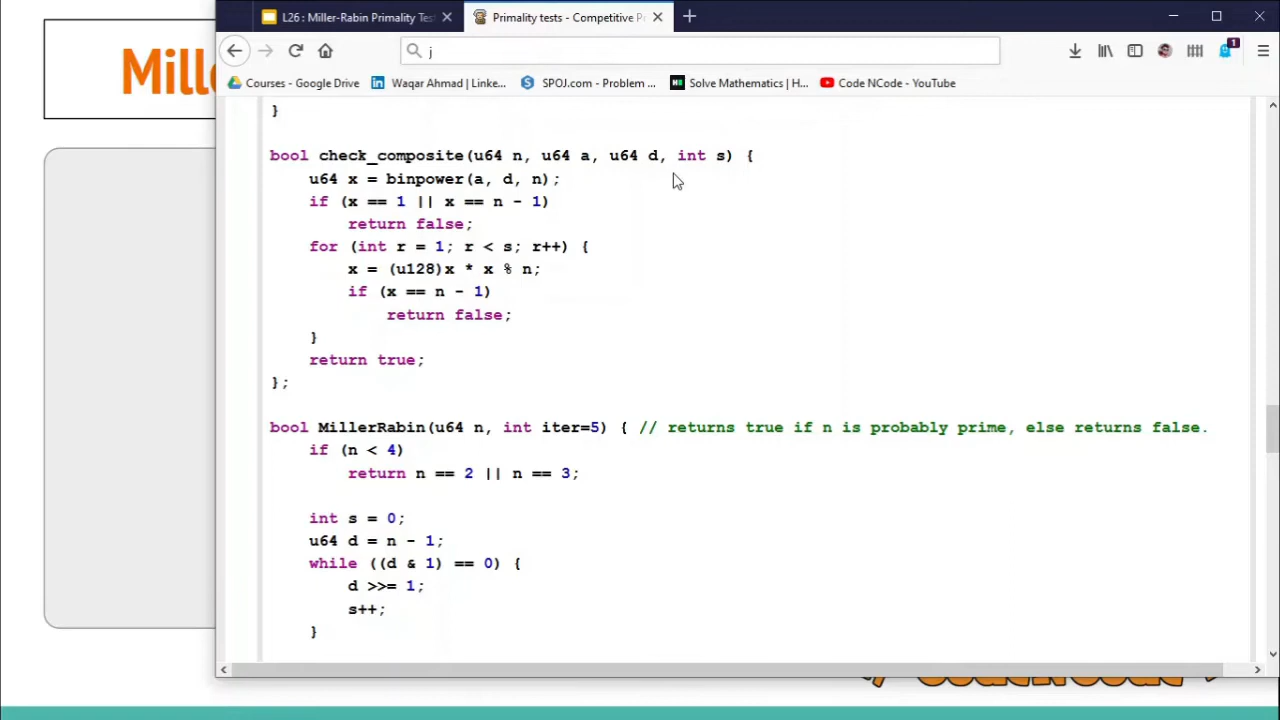 L26 : Miller-Rabin Primality Tes
Primality tests - Competitive P
j
1
Courses - Google Drive
Waqar Ahmad | Linke...
SPOJ.com - Problem ...
Solve Mathematics | H...
Code NCode - YouTube
Mill
}
bool check_composite(u64 n, u64 a, u64 d, int s) {
    u64 x = binpower(a, d, n);
    if (x == 1 || x == n - 1)
        return false;
    for (int r = 1; r < s; r++) {
        x = (u128)x * x % n;
        if (x == n - 1)
            return false;
    }
    return true;
};
bool MillerRabin(u64 n, int iter=5) { // returns true if n is probably prime, else returns false.
    if (n < 4)
        return n == 2 || n == 3;
    int s = 0;
    u64 d = n - 1;
    while ((d & 1) == 0) {
        d >>= 1;
        s++;
    }